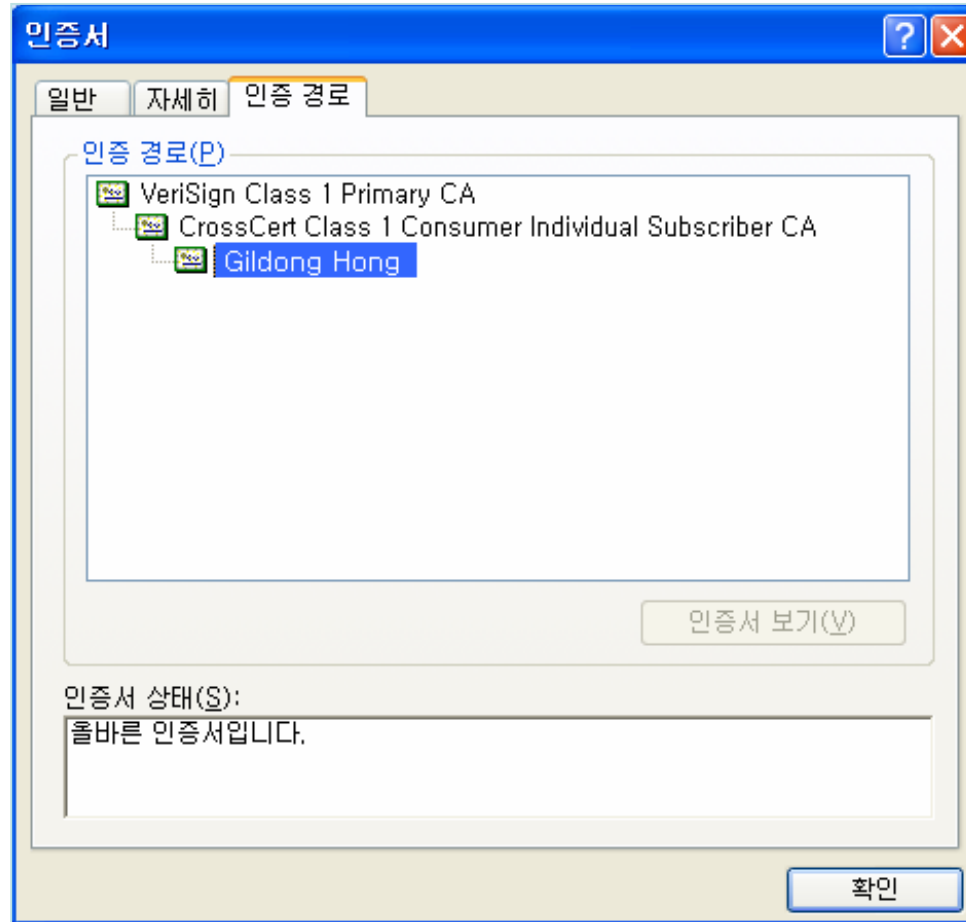 인증서
일반 자세히 인증 경로
인증 경로(P)
VeriSign Class 1 Primary CA
CrossCert Class 1 Consumer Individual Subscriber CA
Gildong Hong
인증서 보기(V)
인증서 상태(S):
올바른 인증서입니다.
확인